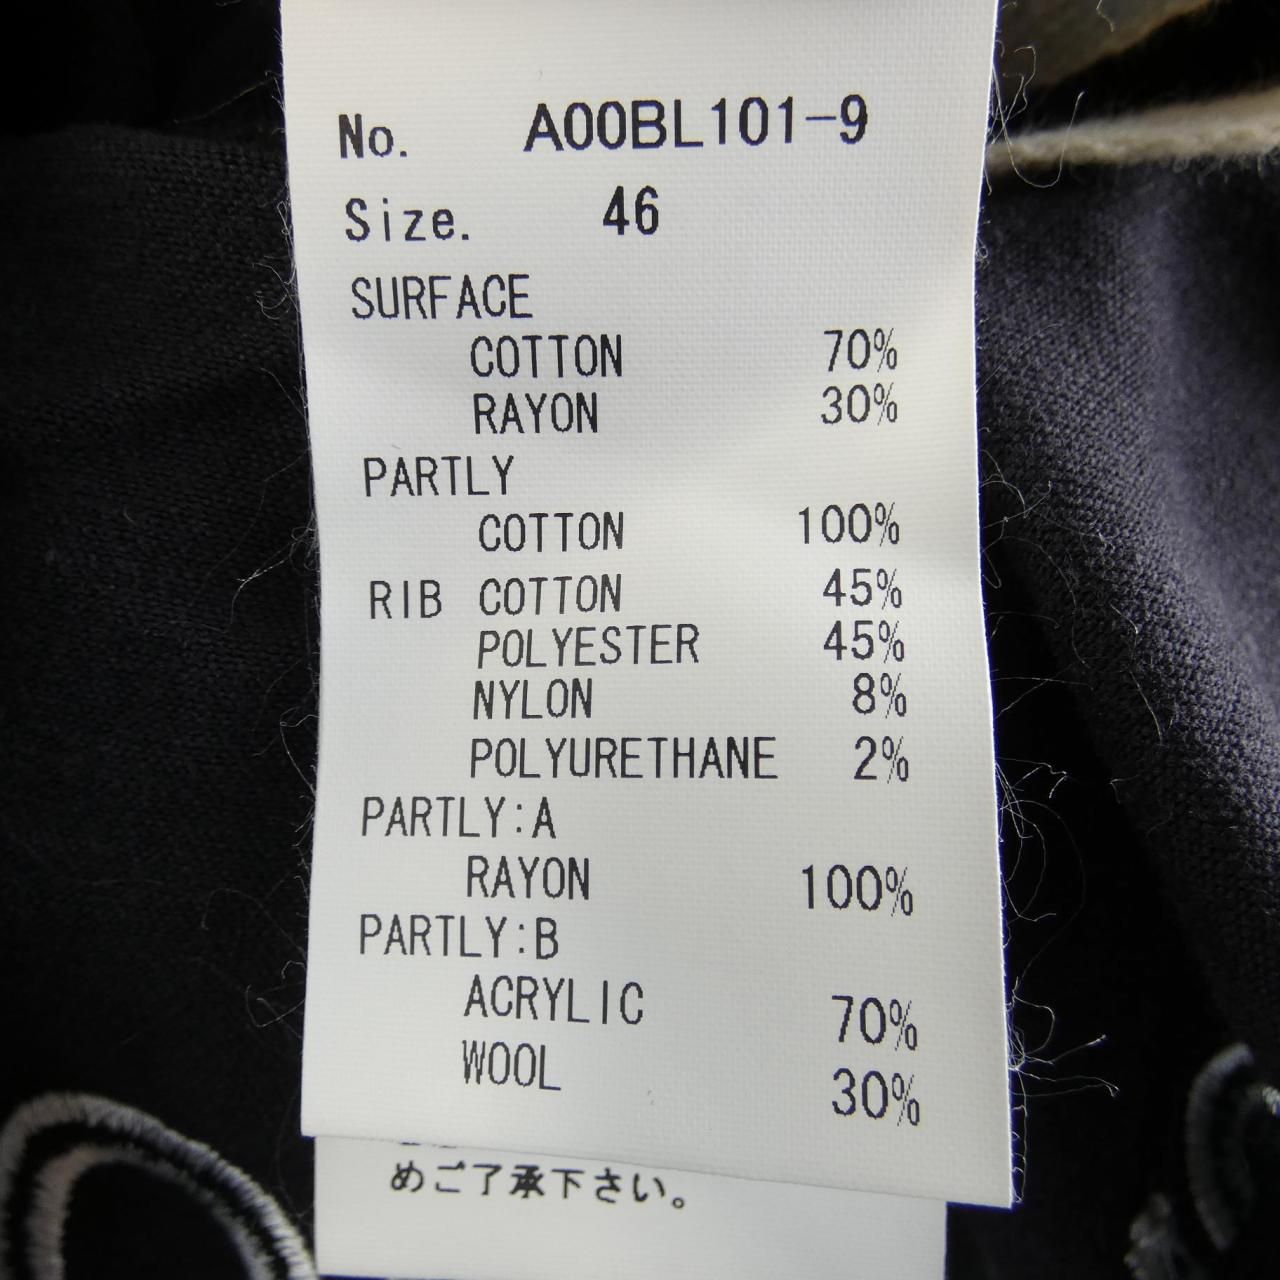 No. A00BL101-9
Size. 46
SURFACE
COTTON 70%
RAYON 30%
PARTLY
COTTON 100%
RIB COTTON 45%
POLYESTER 45%
NYLON 8%
POLYURETHANE 2%
PARTLY:A
RAYON 100%
PARTLY:B
ACRYLIC 70%
WOOL 30%
めご了承下さい。